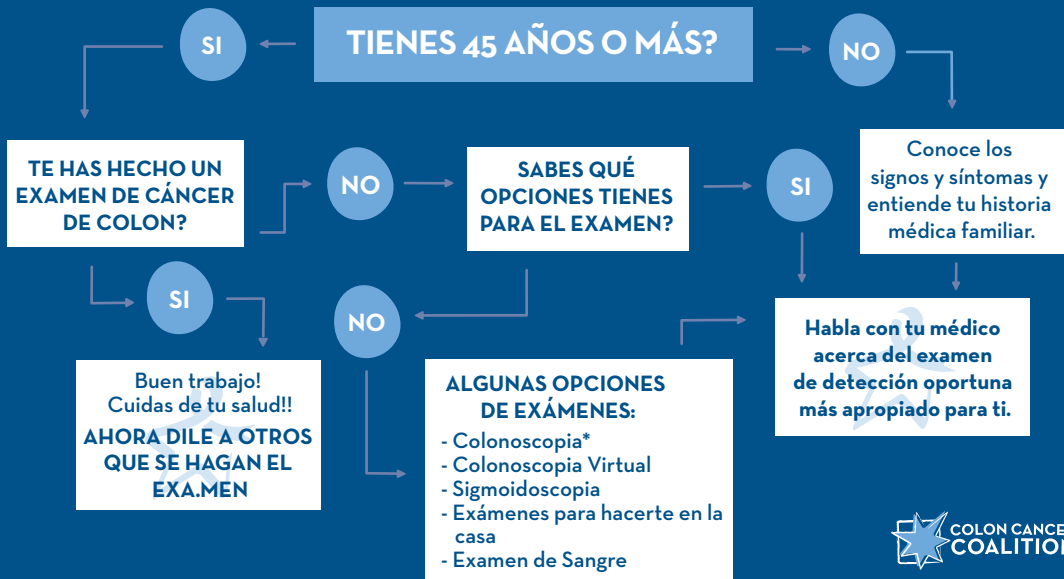 TIENES 45 AÑOS O MÁS?
SI
NO
TE HAS HECHO UN
EXAMEN DE CÁNCER
DE COLON?
NO
SABES QUÉ
OPCIONES TIENES
PARA EL EXAMEN?
SI
Conoce los
signos y síntomas y
entiende tu historia
médica familiar.
SI
NO
Buen trabajo!
Cuidas de tu salud!!
AHORA DILE A OTROS
QUE SE HAGAN EL
EXA.MEN
ALGUNAS OPCIONES
DE EXÁMENES:
- Colonoscopia*
- Colonoscopia Virtual
- Sigmoidoscopia
- Exámenes para hacerte en la
casa
- Examen de Sangre
Habla con tu médico
acerca del examen
de detección oportuna
más apropiado para ti.
COLON CANCE
COALITION